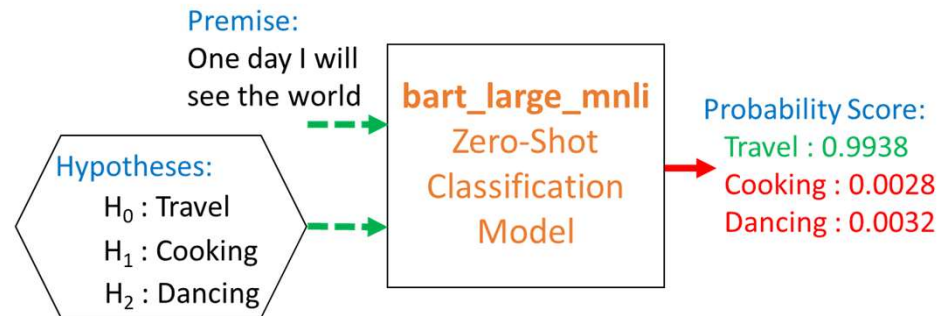 Premise:
One day I will
see the world
Hypotheses:
H₀ : Travel
H₁ : Cooking
H₂ : Dancing
bart_large_mnli
Zero-Shot
Classification
Model
Probability Score:
Travel : 0.9938
Cooking : 0.0028
Dancing : 0.0032